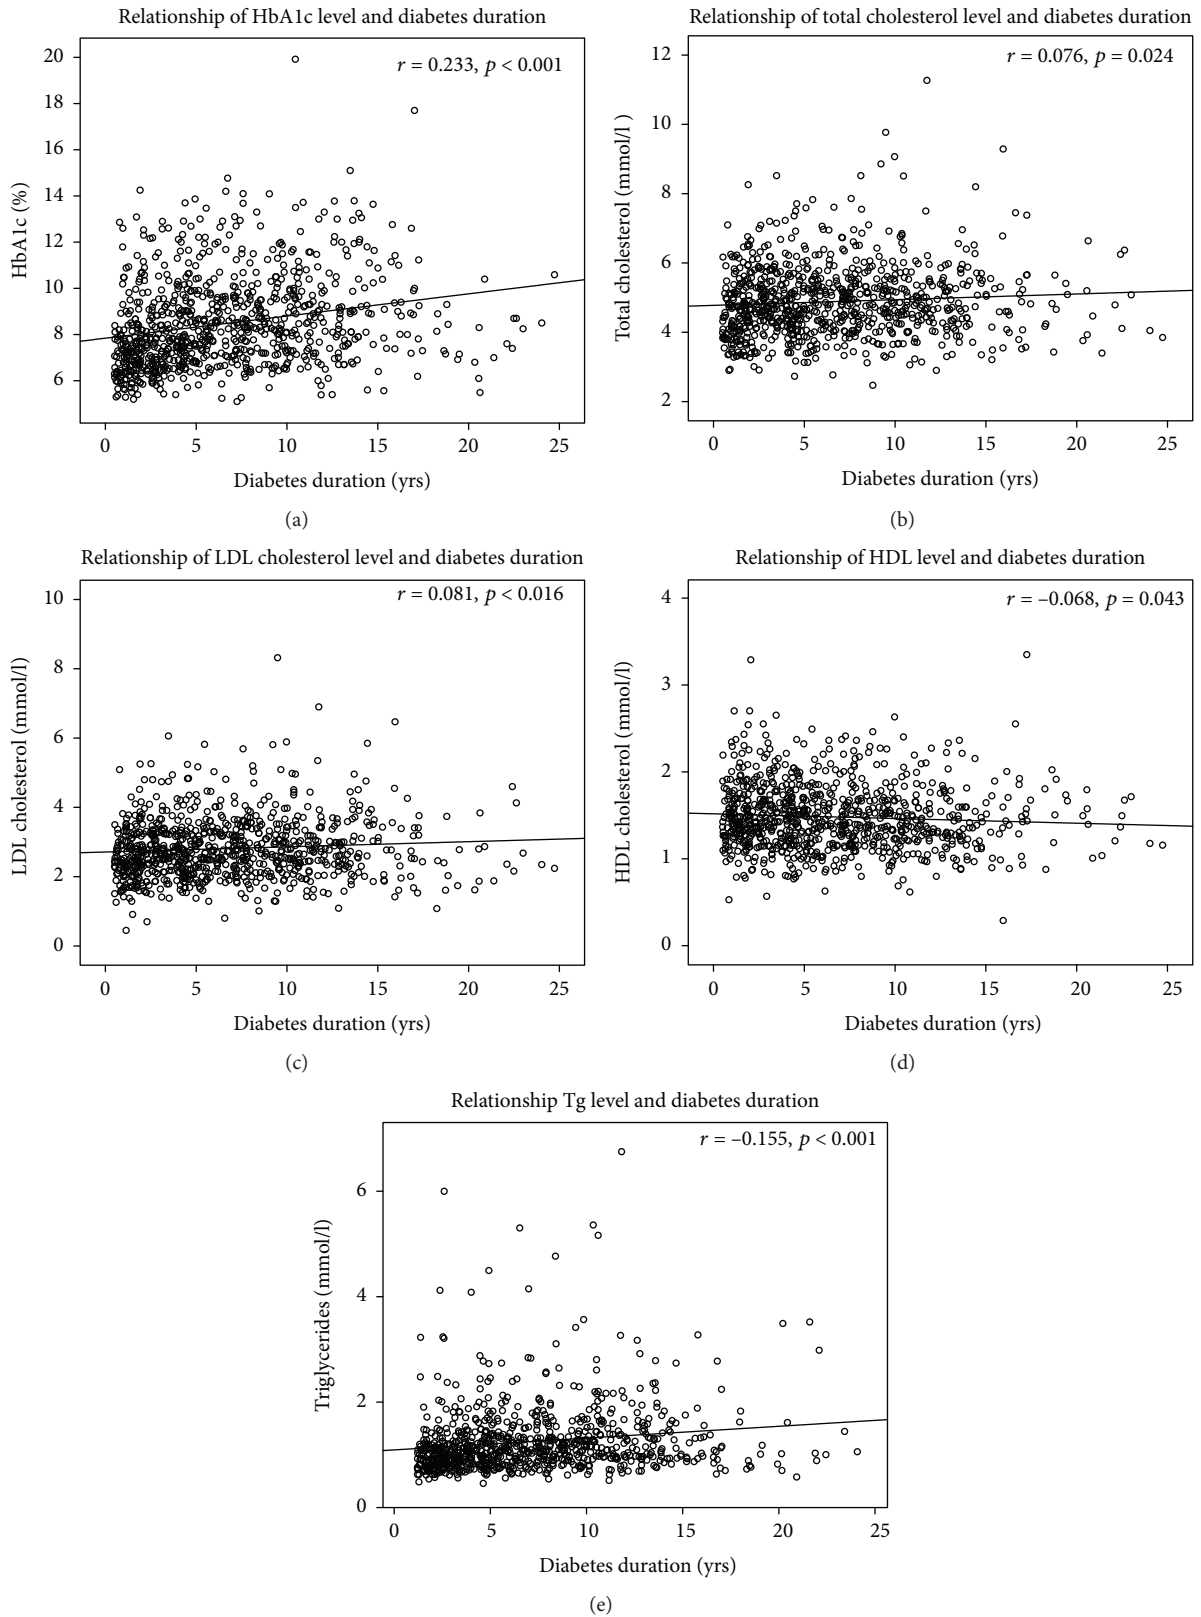 Relationship of HbA1c level and diabetes duration
r = 0.233, p < 0.001
HbA1c (%)
20
18
16
14
12
10
8
6
0 5 10 15 20 25
Diabetes duration (yrs)
(a)
Relationship of total cholesterol level and diabetes duration
r = 0.076, p = 0.024
Total cholesterol (mmol/l )
12
10
8
6
4
2
0 5 10 15 20 25
Diabetes duration (yrs)
(b)
Relationship of LDL cholesterol level and diabetes duration
r = 0.081, p < 0.016
LDL cholesterol (mmol/l)
10
8
6
4
2
0
0 5 10 15 20 25
Diabetes duration (yrs)
(c)
Relationship of HDL level and diabetes duration
r = –0.068, p = 0.043
HDL cholesterol (mmol/l)
4
3
2
1
0
0 5 10 15 20 25
Diabetes duration (yrs)
(d)
Relationship Tg level and diabetes duration
r = –0.155, p < 0.001
Triglycerides (mmol/l)
6
4
2
0
0 5 10 15 20 25
Diabetes duration (yrs)
(e)